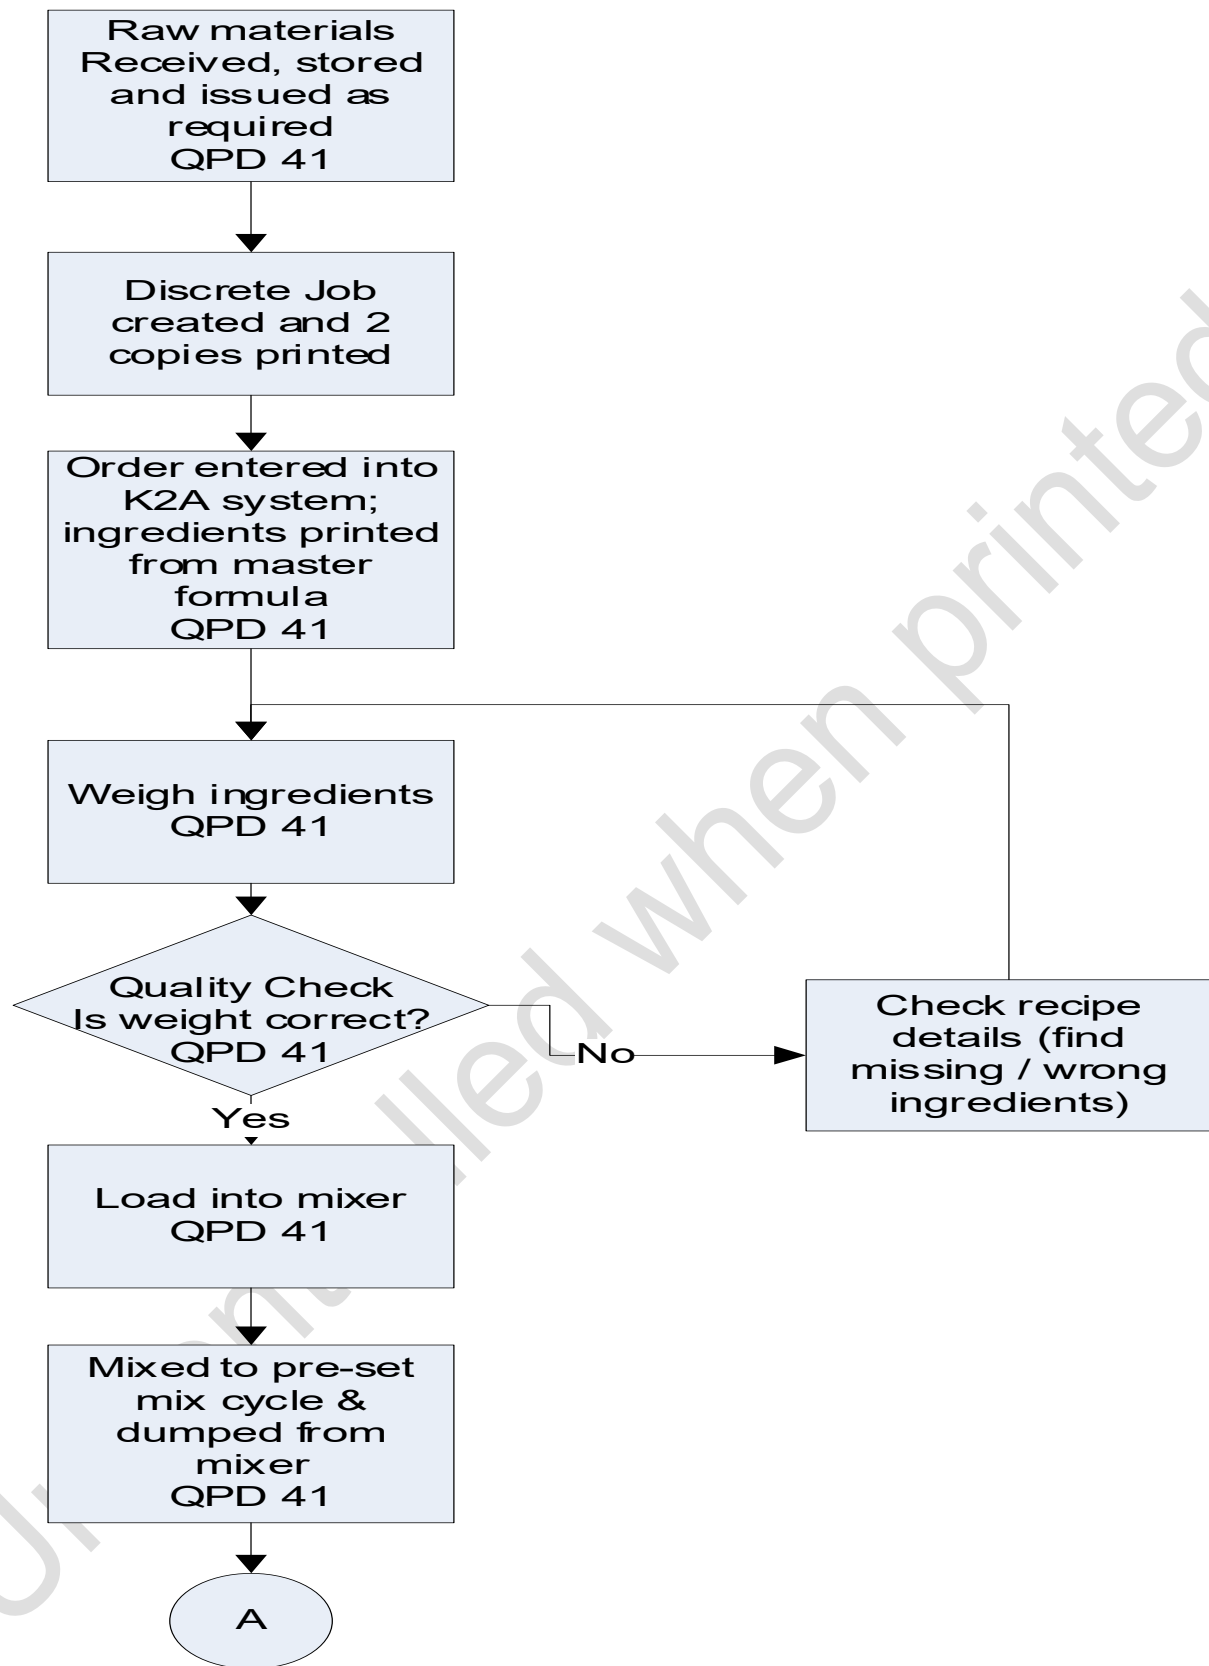 Raw materials
Received, stored
and issued as
required
QPD 41
Discrete Job
created and 2
copies printed
Order entered into
K2A system;
ingredients printed
from master
formula
QPD 41
Weigh ingredients
QPD 41
Quality Check
Is weight correct?
QPD 41
No
Check recipe
details (find
missing / wrong
ingredients)
Yes
Load into mixer
QPD 41
Mixed to pre-set
mix cycle &
dumped from
mixer
QPD 41
A
when printed